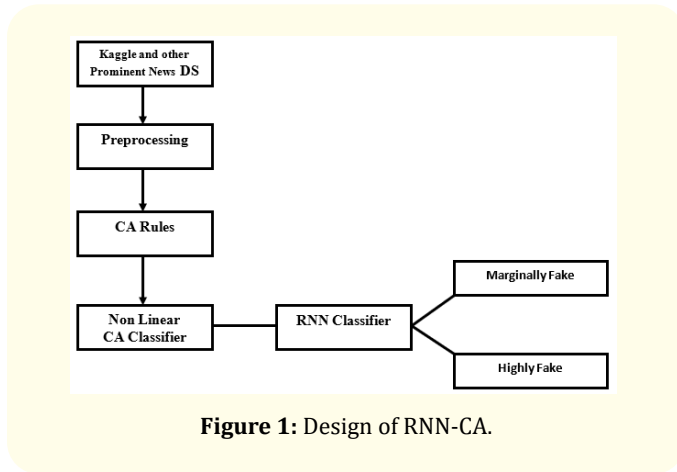 Kaggle and other
Prominent News DS
Preprocessing
CA Rules
Non Linear
CA Classifier
RNN Classifier
Marginally Fake
Highly Fake
Figure 1: Design of RNN-CA.